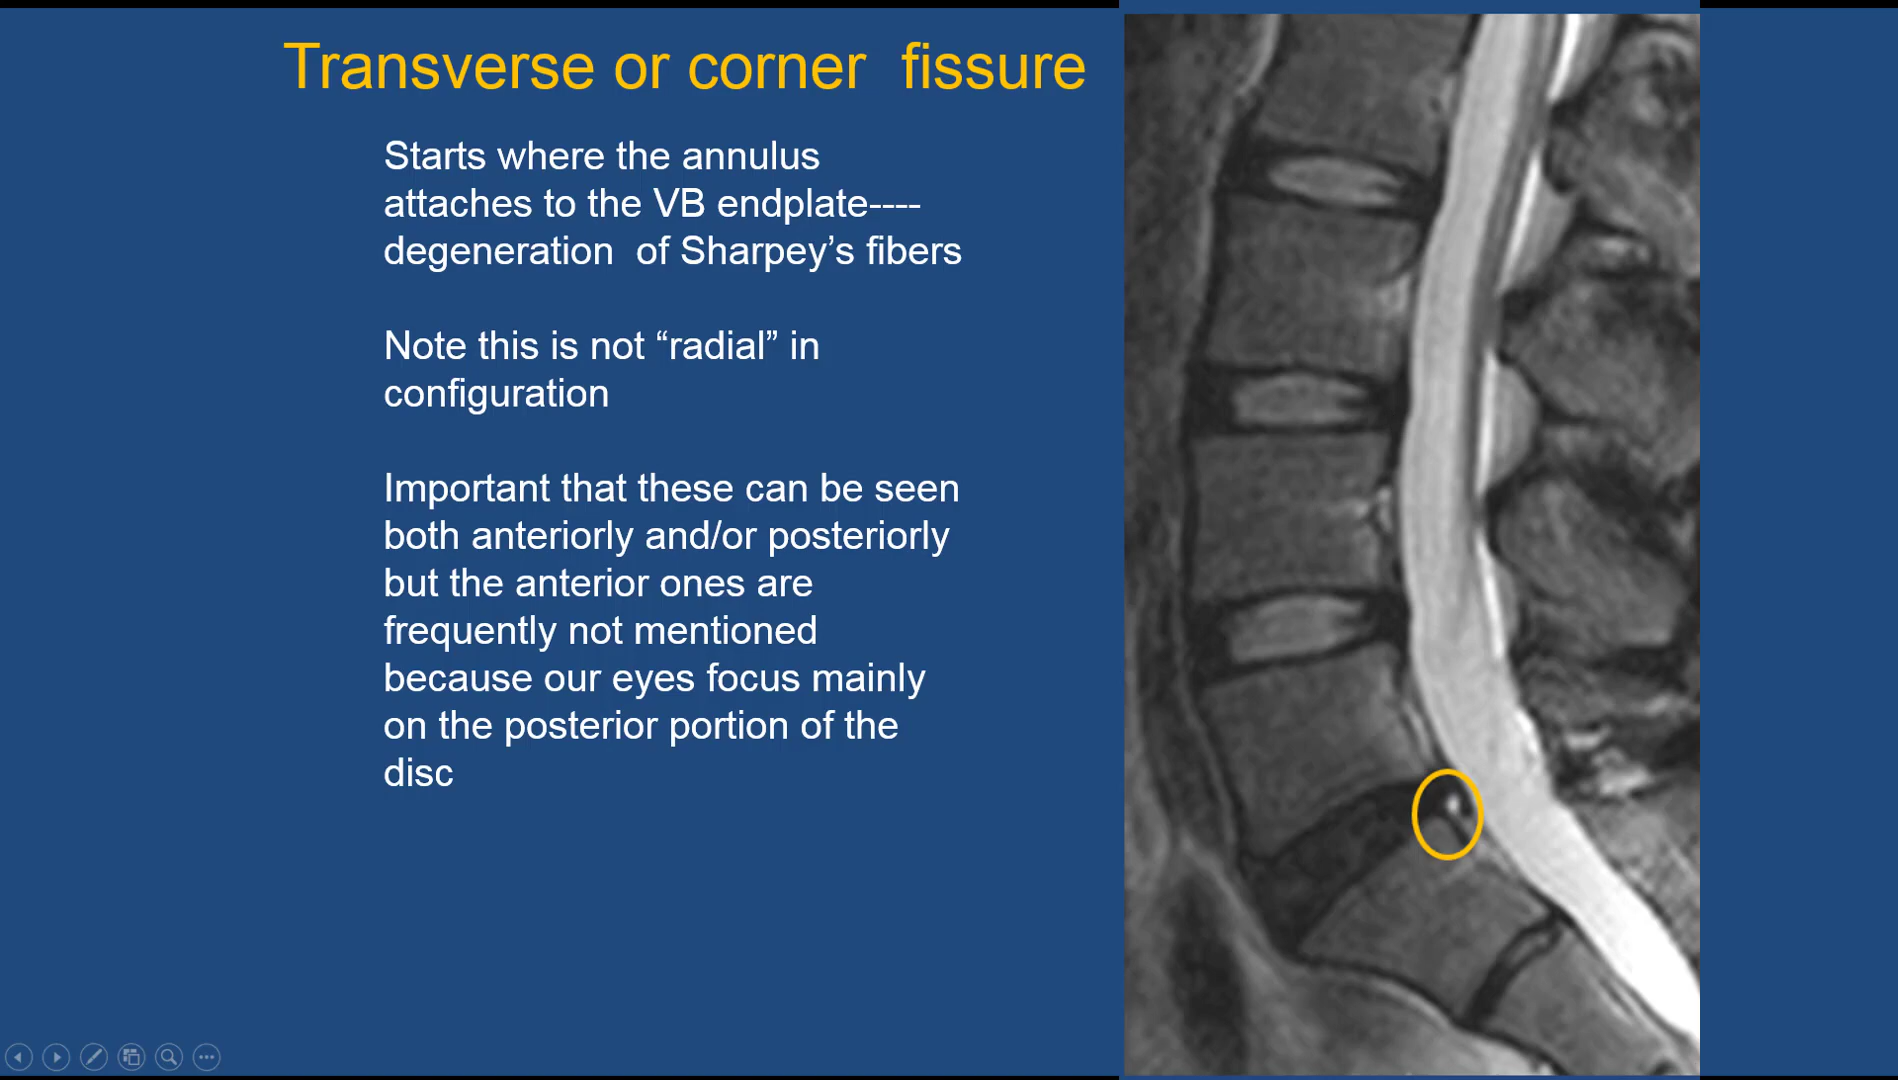 Transverse or corner  fissure
Starts where the annulus
attaches to the VB endplate----
degeneration  of Sharpey’s fibers
Note this is not “radial” in
configuration
Important that these can be seen
both anteriorly and/or posteriorly
but the anterior ones are
frequently not mentioned
because our eyes focus mainly
on the posterior portion of the
disc